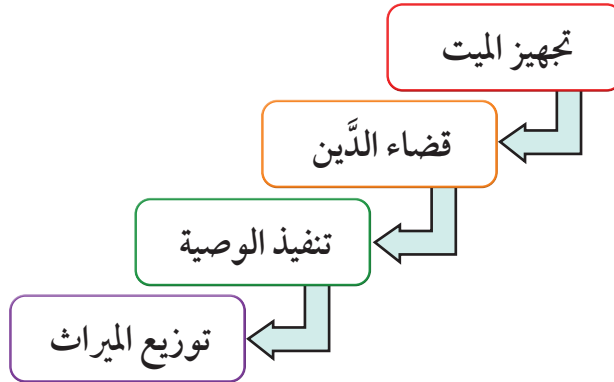 تجهيز الميت
قضاء الدَّين
تنفيذ الوصية
توزيع الميراث